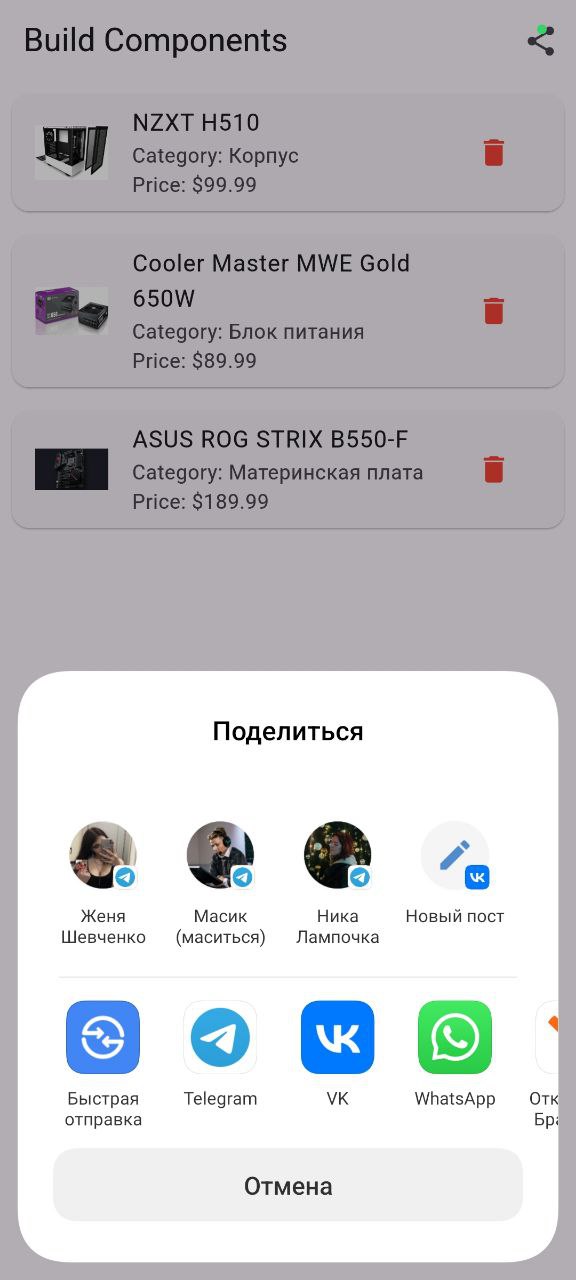 Build Components
NZXT H510
Category: Корпус
Price: $99.99
Cooler Master MWE Gold
650W
Category: Блок питания
Price: $89.99
ASUS ROG STRIX B550-F
Category: Материнская плата
Price: $189.99
Поделиться
Женя
Шевченко
Масик
(маситься)
Ника
Лампочка
Новый пост
Быстрая
отправка
Telegram
VK
WhatsApp
Отк
Бра
Отмена